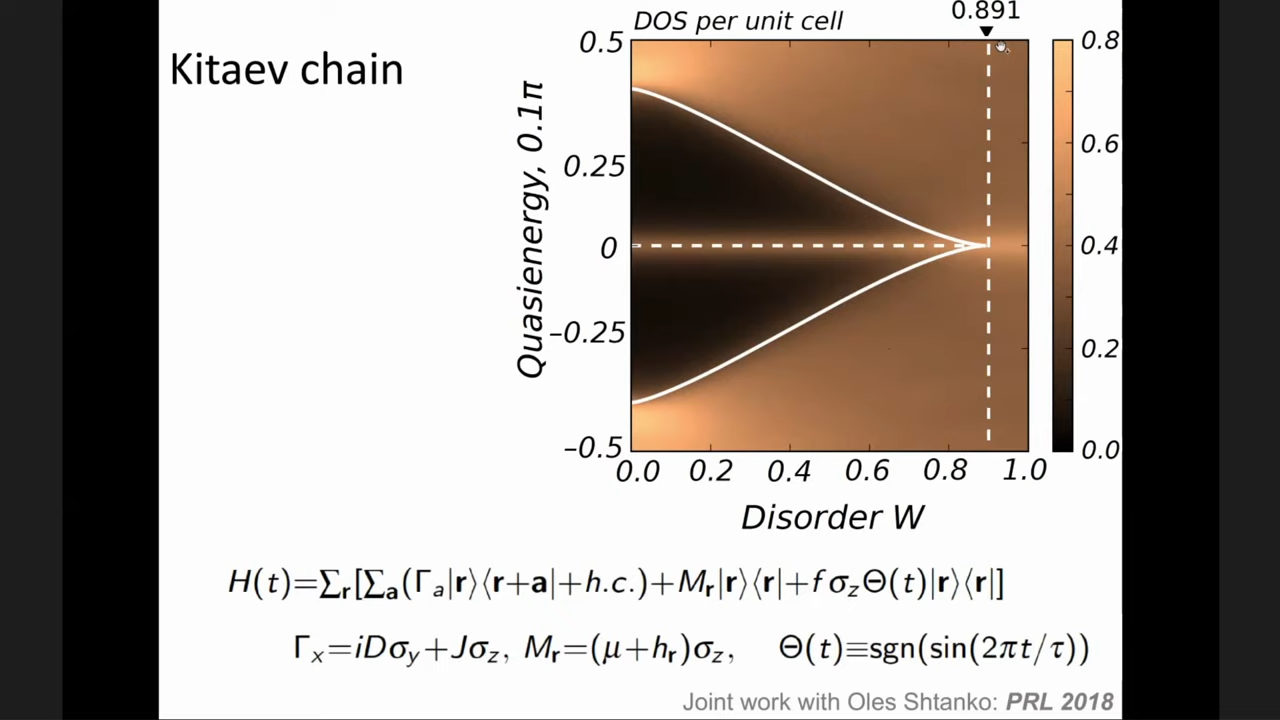 Kitaev chain
DOS per unit cell
0.891
Quasienergy, 0.1π
0.5
0.25
0
–0.25
–0.5
0.0 0.2 0.4 0.6 0.8 1.0
Disorder W
0.8
0.6
0.4
0.2
0.0
H(t)=∑r[∑a(Γa|r⟩⟨r+a|+h.c.)+Mr|r⟩⟨r|+fσzΘ(t)|r⟩⟨r|]
Γx=iDσy+Jσz, Mr=(μ+hr)σz, Θ(t)≡sgn(sin(2πt/τ))
Joint work with Oles Shtanko: PRL 2018